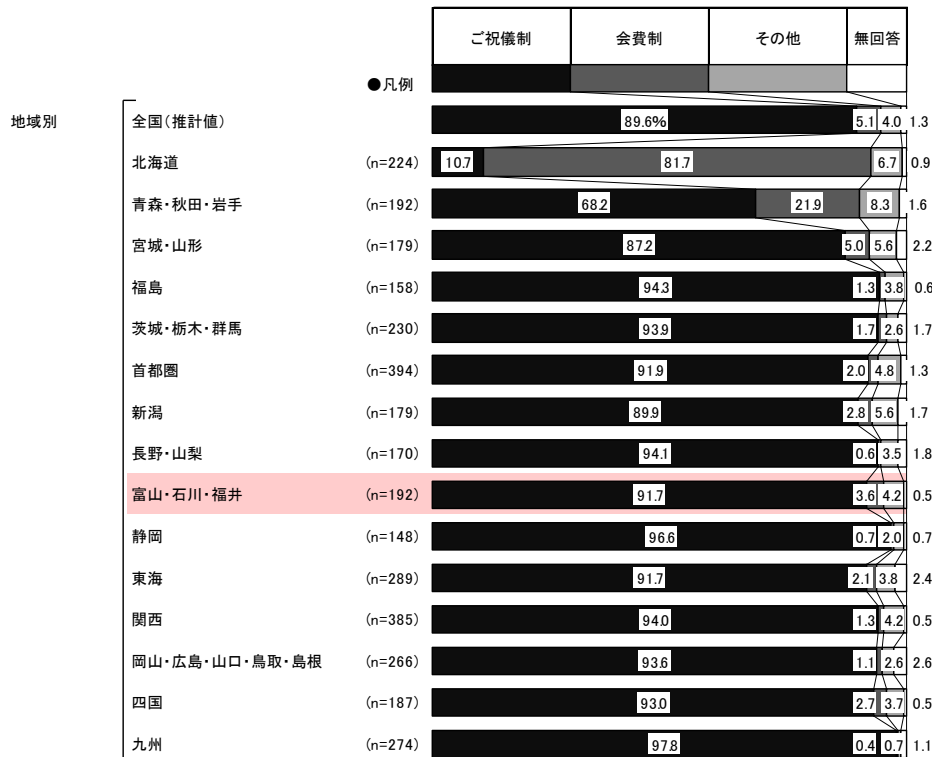 ご祝儀制 会費制 その他 無回答
●凡例
地域別 全国(推計値) 89.6% 5.1 4.0 1.3
北海道 (n=224) 10.7 81.7 6.7 0.9
青森・秋田・岩手 (n=192) 68.2 21.9 8.3 1.6
宮城・山形 (n=179) 87.2 5.0 5.6 2.2
福島 (n=158) 94.3 1.3 3.8 0.6
茨城・栃木・群馬 (n=230) 93.9 1.7 2.6 1.7
首都圏 (n=394) 91.9 2.0 4.8 1.3
新潟 (n=179) 89.9 2.8 5.6 1.7
長野・山梨 (n=170) 94.1 0.6 3.5 1.8
富山・石川・福井 (n=192) 91.7 3.6 4.2 0.5
静岡 (n=148) 96.6 0.7 2.0 0.7
東海 (n=289) 91.7 2.1 3.8 2.4
関西 (n=385) 94.0 1.3 4.2 0.5
岡山・広島・山口・鳥取・島根 (n=266) 93.6 1.1 2.6 2.6
四国 (n=187) 93.0 2.7 3.7 0.5
九州 (n=274) 97.8 0.4 0.7 1.1